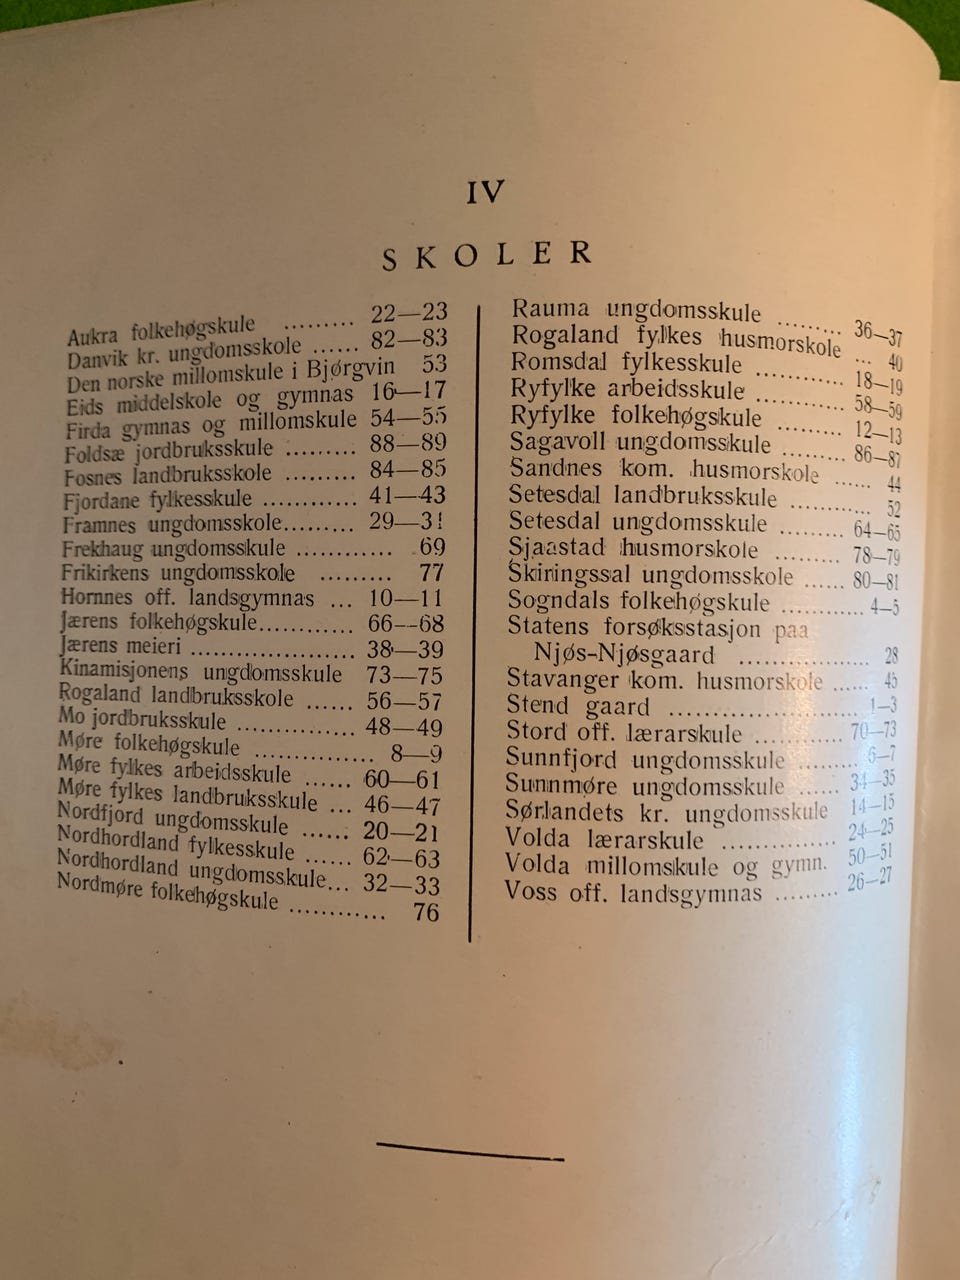 IV
SKOLER
Aukra folkehøgskule ......... 22—23
Danvik kr. ungdomsskole ...... 82—83
Den norske millomskule i Bjørgvin 53
Eids middelskole og gymnas 16—17
Firda gymnas og millomskule 54—55
Foldsæ jordbruksskule ......... 88—89
Fosnes landbruksskole ......... 84—85
Fjordane fylkesskule ............ 41—43
Framnes ungdomsskole......... 29—31
Frekhaug ungdomsskule ............ 69
Frikirkens ungdomsskole ......... 77
Hornnes off. landsgymnas ... 10—11
Jærens folkehøgskule............ 66—68
Jærens meieri ..................... 38—39
Kinamisjonens ungdomsskule 73—75
Rogaland landbruksskole ...... 56—57
Mo jordbruksskule ............... 48—49
Møre folkehøgskule ............... 8—9
Møre fylkes arbeidsskule ...... 60—61
Møre fylkes landbruksskule ... 46—47
Nordfjord ungdomsskule ...... 20—21
Nordhordland fylkesskule ...... 62—63
Nordhordland ungdomsskule... 32—33
Nordmøre folkehøgskule ............ 76
Rauma ungdomsskule ......... 36—37
Rogaland fylkes husmorskole ... 40
Romsdal fylkesskule ............ 18—19
Ryfylke arbeidsskule ............ 58—59
Ryfylke folkehøgskule ......... 12—13
Sagavoll ungdomsskule ......... 86—87
Sandnes kom. husmorskole ...... 44
Setesdal landbruksskule ............ 52
Setesdal ungdomsskule ......... 64—65
Sjaastad husmorskole ......... 78—79
Skiringssal ungdomsskole ...... 80—81
Sogndals folkehøgskule ............ 4—5
Statens forsøksstasjon paa
Njøs-Njøsgaard .................. 28
Stavanger kom. husmorskole ...... 45
Stend gaard ........................ 1—3
Stord off. lærarskule ............ 70—73
Sunnfjord ungdomsskule ......... 6—7
Sunnmøre ungdomsskule ...... 34—35
Sørlandets kr. ungdomsskule 14—15
Volda lærarskule ............... 24—25
Volda millomskule og gymn. 50—51
Voss off. landsgymnas ......... 26—27